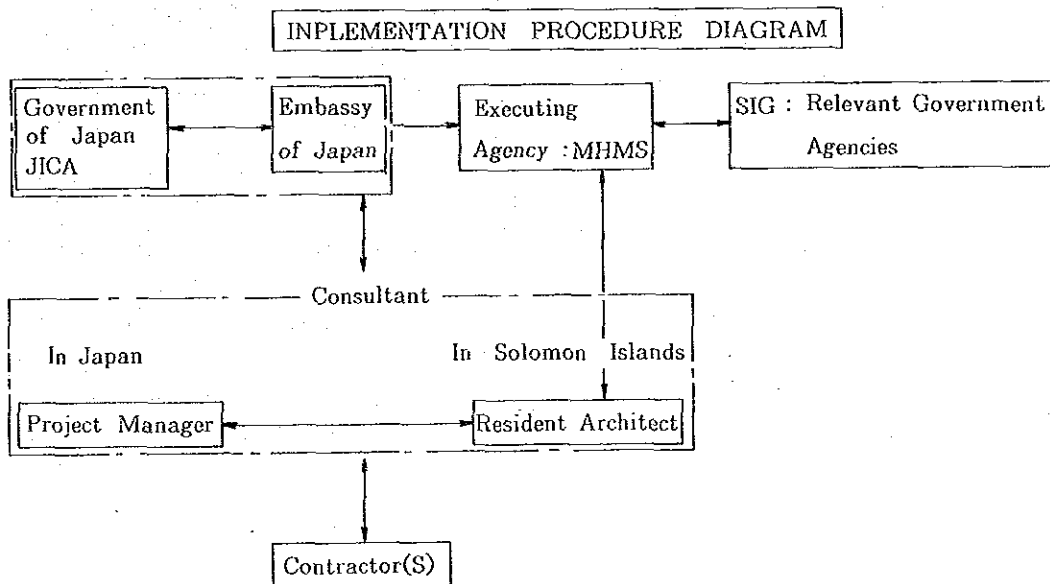 INPLEMENTATION PROCEDURE DIAGRAM
Government
of Japan
JICA
Embassy
of Japan
Executing
Agency : MHMS
SIG : Relevant Government
Agencies
Consultant
In Japan
In Solomon Islands
Project Manager
Resident Architect
Contractor(S)